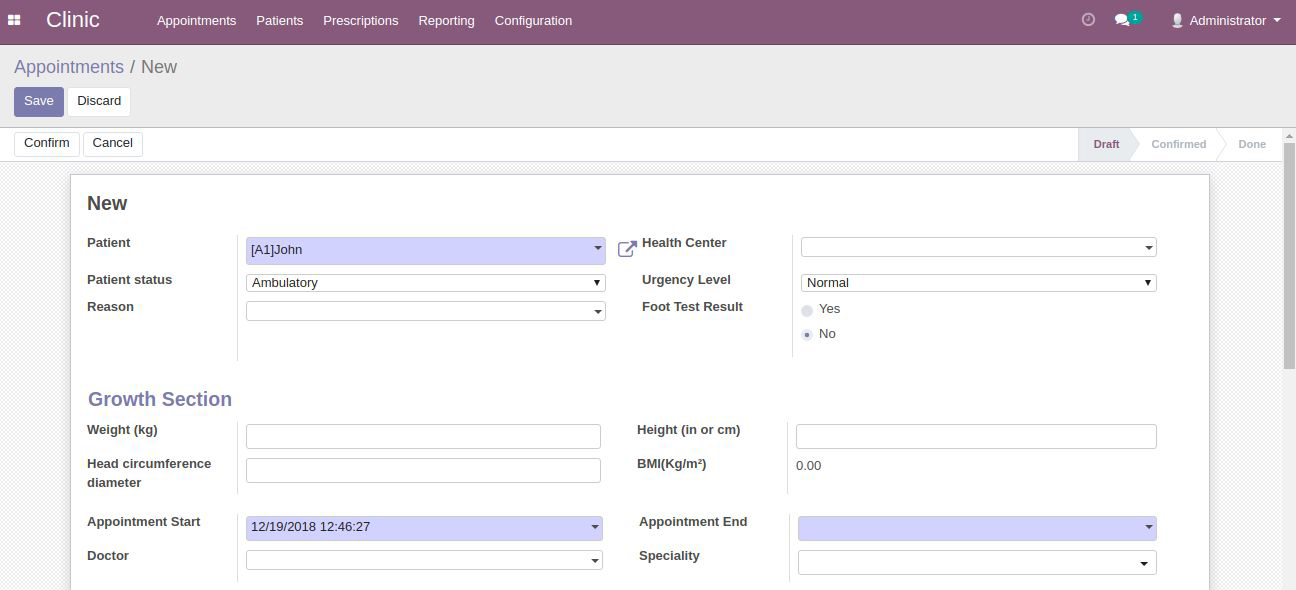 Clinic Appointments Patients Prescriptions Reporting Configuration 1 Administrator
Appointments / New
Save Discard
Confirm Cancel Draft Confirmed Done
New
Patient [A1]John Health Center
Patient status Ambulatory Urgency Level Normal
Reason Foot Test Result Yes
No
Growth Section
Weight (kg) Height (in or cm)
Head circumference BMI(Kg/m²) 0.00
diameter
Appointment Start 12/19/2018 12:46:27 Appointment End
Doctor Speciality